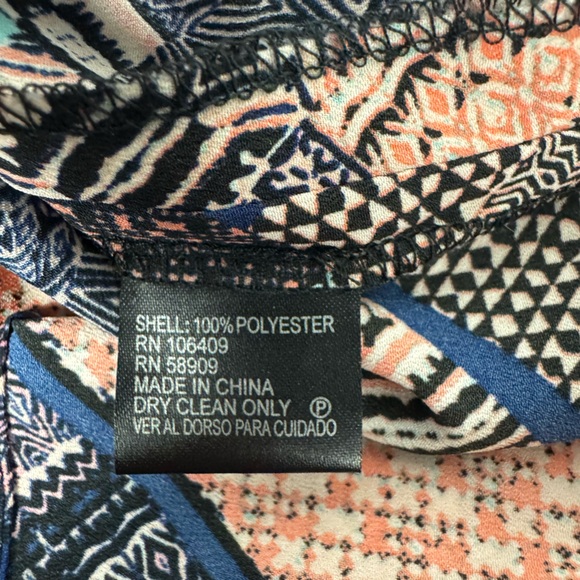 SHELL: 100% POLYESTER
RN 106409
RN 58909
MADE IN CHINA
DRY CLEAN ONLY Ⓟ
VER AL DORSO PARA CUIDADO